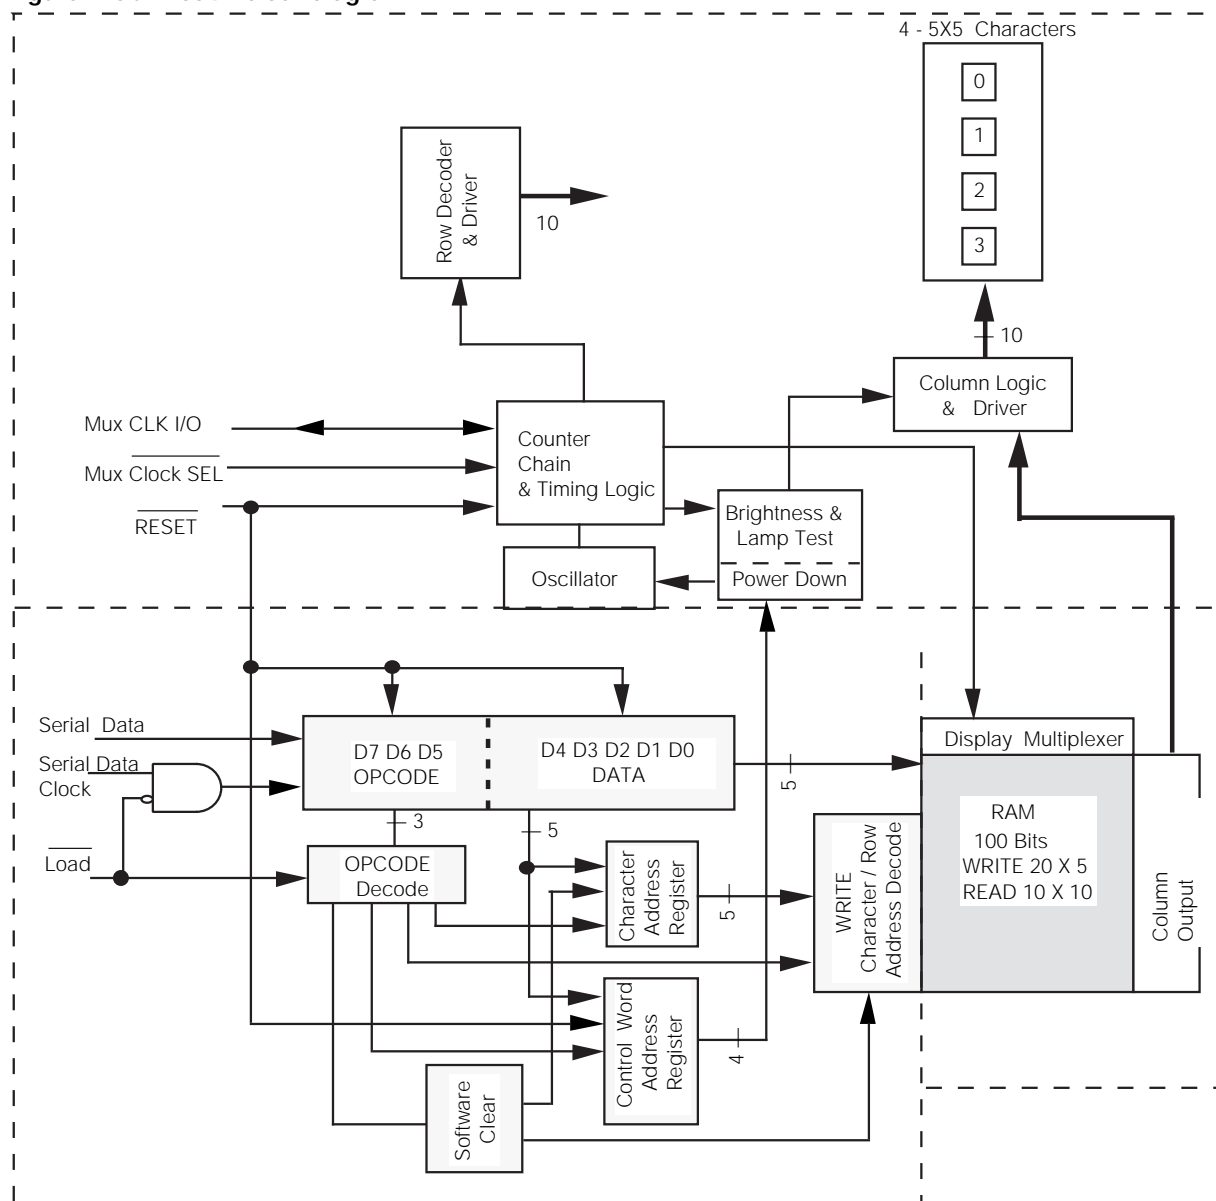 4 - 5X5 Characters
0
1
2
3
Row Decoder
& Driver
10
10
Column Logic
& Driver
Mux CLK I/O
Mux Clock SEL
RESET
Counter
Chain
& Timing Logic
Brightness &
Lamp Test
Power Down
Oscillator
Serial Data
Serial Data
Clock
Load
D7 D6 D5
OPCODE
D4 D3 D2 D1 D0
DATA
5
3
5
OPCODE
Decode
Character
Address
Register
5
WRITE
Character / Row
Address Decode
Display Multiplexer
RAM
100 Bits
WRITE 20 X 5
READ 10 X 10
Column
Output
Control Word
Address
Register
4
Software
Clear